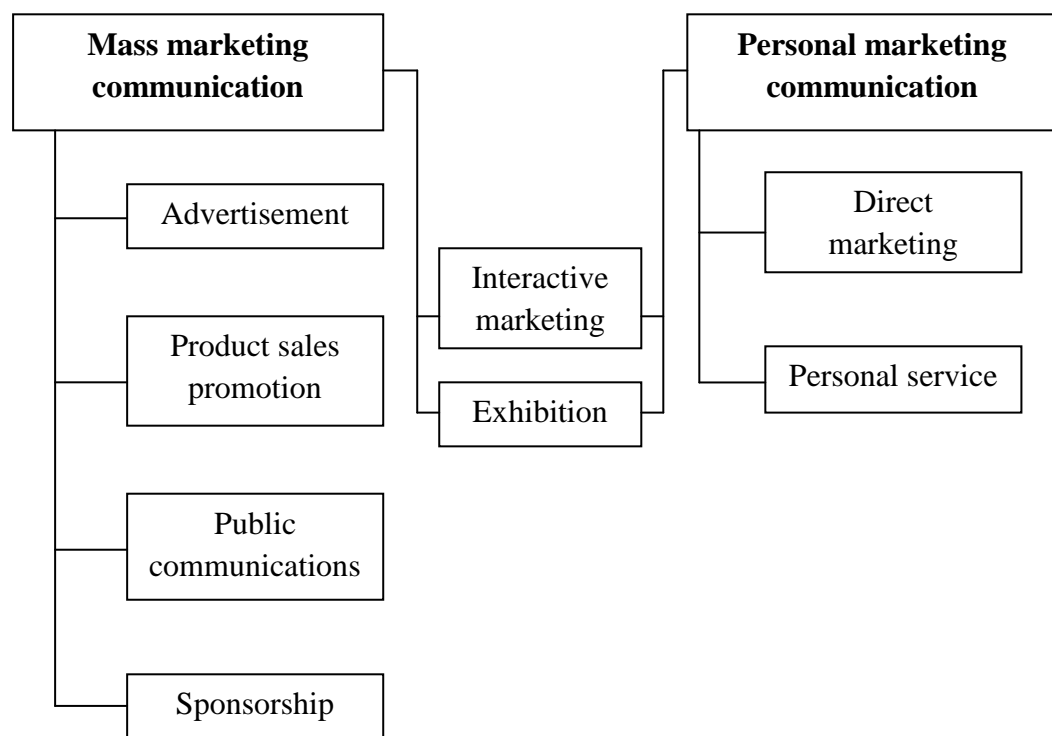 Mass marketing
communication
Advertisement
Product sales
promotion
Public
communications
Sponsorship
Interactive
marketing
Exhibition
Personal marketing
communication
Direct
marketing
Personal service